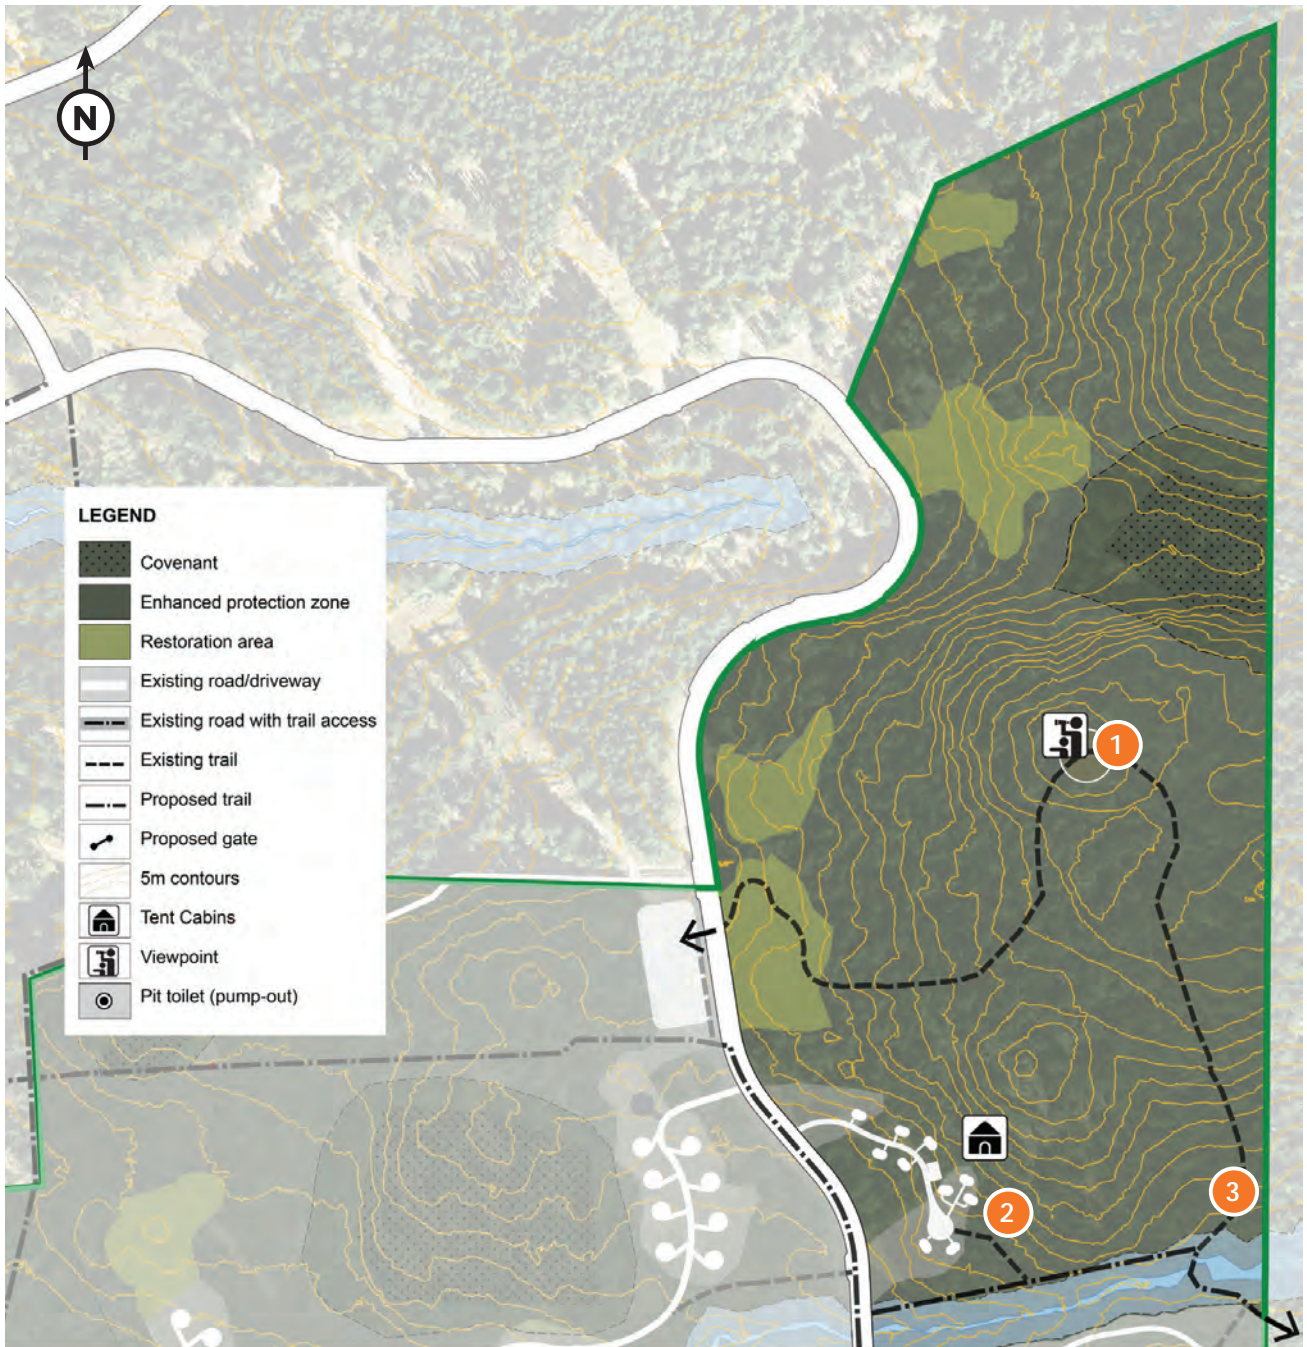 N
LEGEND
Covenant
Enhanced protection zone
Restoration area
Existing road/driveway
Existing road with trail access
Existing trail
Proposed trail
Proposed gate
5m contours
Tent Cabins
Viewpoint
Pit toilet (pump-out)
1
2
3